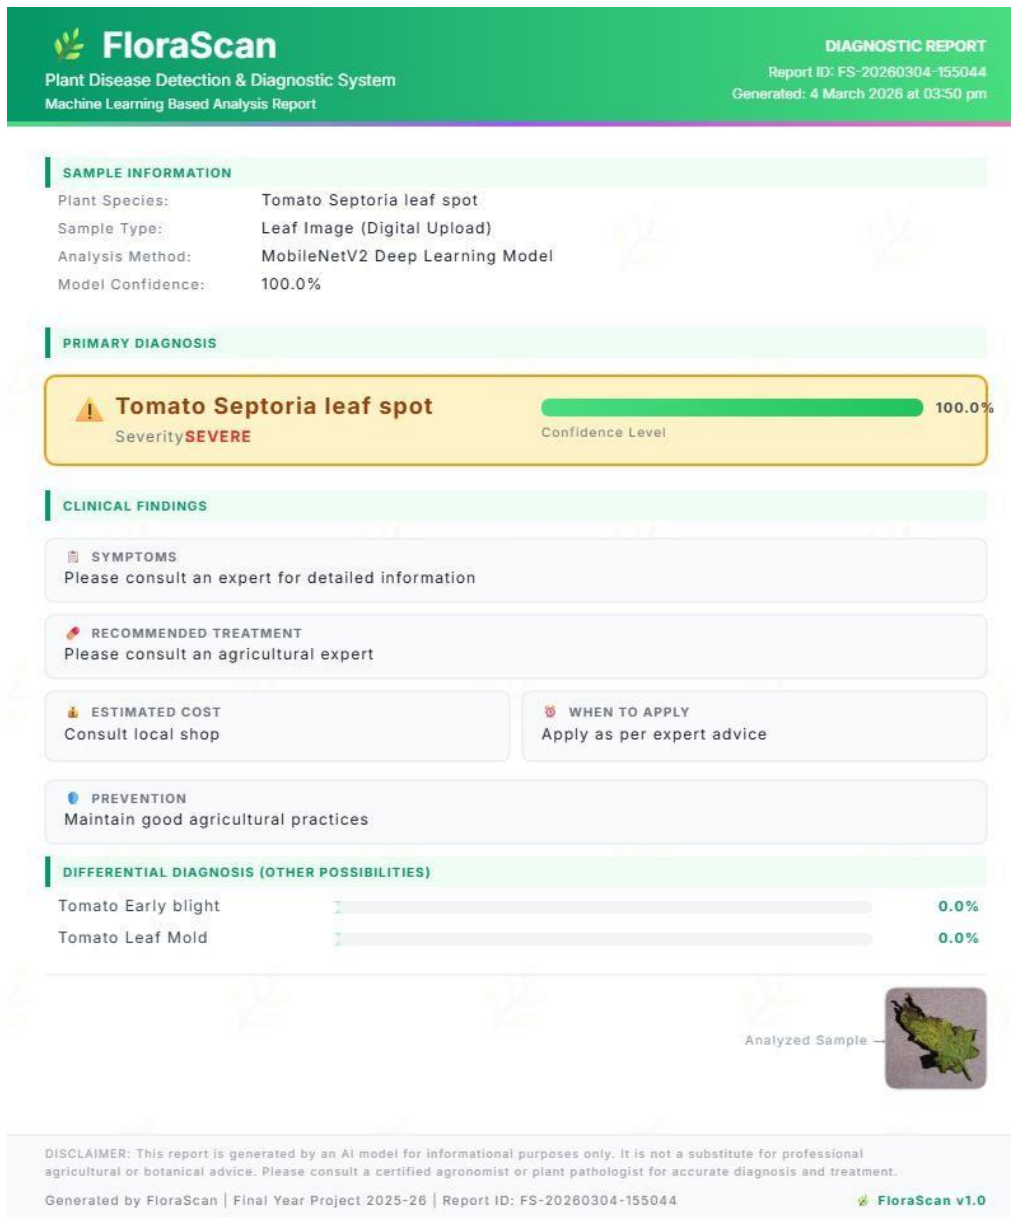 FloraScan
Plant Disease Detection & Diagnostic System
Machine Learning Based Analysis Report
DIAGNOSTIC REPORT
Report ID: FS-20260304-155044
Generated: 4 March 2026 at 03:50 pm
SAMPLE INFORMATION
Plant Species: Tomato Septoria leaf spot
Sample Type: Leaf Image (Digital Upload)
Analysis Method: MobileNetV2 Deep Learning Model
Model Confidence: 100.0%
PRIMARY DIAGNOSIS
Tomato Septoria leaf spot
SeveritySEVERE
100.0%
Confidence Level
CLINICAL FINDINGS
SYMPTOMS
Please consult an expert for detailed information
RECOMMENDED TREATMENT
Please consult an agricultural expert
ESTIMATED COST
Consult local shop
WHEN TO APPLY
Apply as per expert advice
PREVENTION
Maintain good agricultural practices
DIFFERENTIAL DIAGNOSIS (OTHER POSSIBILITIES)
Tomato Early blight 0.0%
Tomato Leaf Mold 0.0%
Analyzed Sample →
DISCLAIMER: This report is generated by an AI model for informational purposes only. It is not a substitute for professional
agricultural or botanical advice. Please consult a certified agronomist or plant pathologist for accurate diagnosis and treatment.
Generated by FloraScan | Final Year Project 2025-26 | Report ID: FS-20260304-155044
FloraScan v1.0